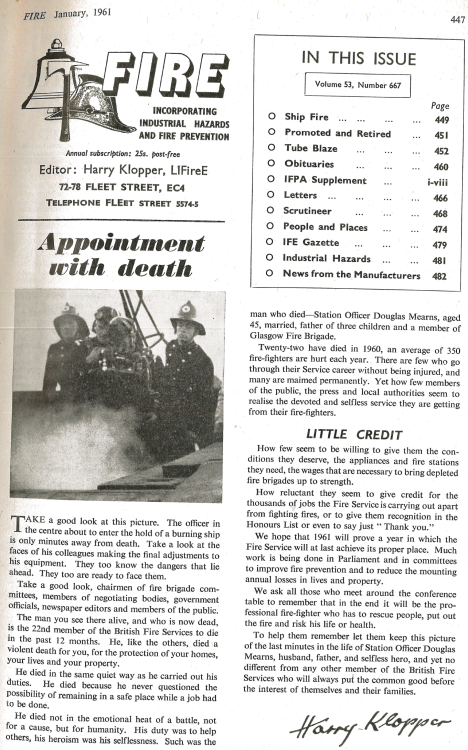 FIRE January, 1961
447
FIRE
INCORPORATING
INDUSTRIAL HAZARDS
AND FIRE PREVENTION
Annual subscription: 25s. post-free
Editor: Harry Klopper, LIFireE
72-78 FLEET STREET, EC4
TELEPHONE FLEET STREET 5574-5
Appointment
with death
TAKE a good look at this picture. The officer in
the centre about to enter the hold of a burning ship
is only minutes away from death. Take a look at the
faces of his colleagues making the final adjustments to
his equipment. They too know the dangers that lie
ahead. They too are ready to face them.
Take a good look, chairmen of fire brigade com-
mittees, members of negotiating bodies, government
officials, newspaper editors and members of the public.
The man you see there alive, and who is now dead,
is the 22nd member of the British Fire Services to die
in the past 12 months. He, like the others, died a
violent death for you, for the protection of your homes,
your lives and your property.
He died in the same quiet way as he carried out his
duties. He died because he never questioned the
possibility of remaining in a safe place while a job had
to be done.
He died not in the emotional heat of a battle, not
for a cause, but for humanity. His duty was to help
others, his heroism was his selflessness. Such was the
IN THIS ISSUE
Volume 53, Number 667
Page
O Ship Fire ... ... ... ... 449
O Promoted and Retired ... 451
O Tube Blaze ... ... ... 452
O Obituaries ... ... ... 460
O IFPA Supplement ... ... i-viii
O Letters ... ... ... ... 466
O Scrutineer ... ... ... 468
O People and Places ... ... 474
O IFE Gazette ... ... ... 479
O Industrial Hazards ... ... 481
O News from the Manufacturers 482
man who died—Station Officer Douglas Mearns, aged
45, married, father of three children and a member of
Glasgow Fire Brigade.
Twenty-two have died in 1960, an average of 350
fire-fighters are hurt each year. There are few who go
through their Service career without being injured, and
many are maimed permanently. Yet how few members
of the public, the press and local authorities seem to
realise the devoted and selfless service they are getting
from their fire-fighters.
LITTLE CREDIT
How few seem to be willing to give them the con-
ditions they deserve, the appliances and fire stations
they need, the wages that are necessary to bring depleted
fire brigades up to strength.
How reluctant they seem to give credit for the
thousands of jobs the Fire Service is carrying out apart
from fighting fires, or to give them recognition in the
Honours List or even to say just " Thank you."
We hope that 1961 will prove a year in which the
Fire Service will at last achieve its proper place. Much
work is being done in Parliament and in committees
to improve fire prevention and to reduce the mounting
annual losses in lives and property.
We ask all those who meet around the conference
table to remember that in the end it will be the pro-
fessional fire-fighter who has to rescue people, put out
the fire and risk his life or health.
To help them remember let them keep this picture
of the last minutes in the life of Station Officer Douglas
Mearns, husband, father, and selfless hero, and yet no
different from any other member of the British Fire
Services who will always put the common good before
the interest of themselves and their families.
Harry Klopper